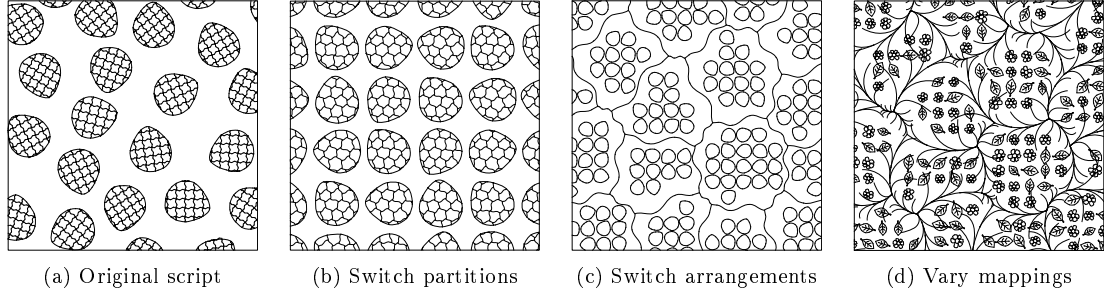 (a) Original script
(b) Switch partitions
(c) Switch arrangements
(d) Vary mappings